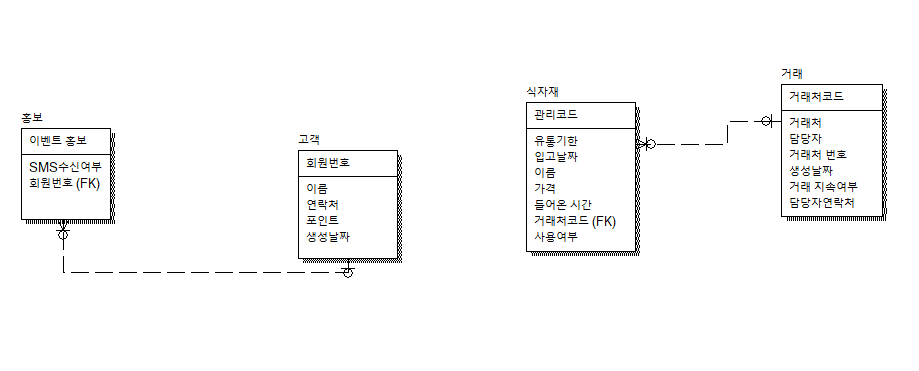 홍보
이벤트 홍보
SMS수신여부
회원번호 (FK)
고객
회원번호
이름
연락처
포인트
생성날짜
식자재
관리코드
유통기한
입고날짜
이름
가격
들어온 시간
거래처코드 (FK)
사용여부
거래
거래처코드
거래처
담당자
거래처 번호
생성날짜
거래 지속여부
담당자연락처